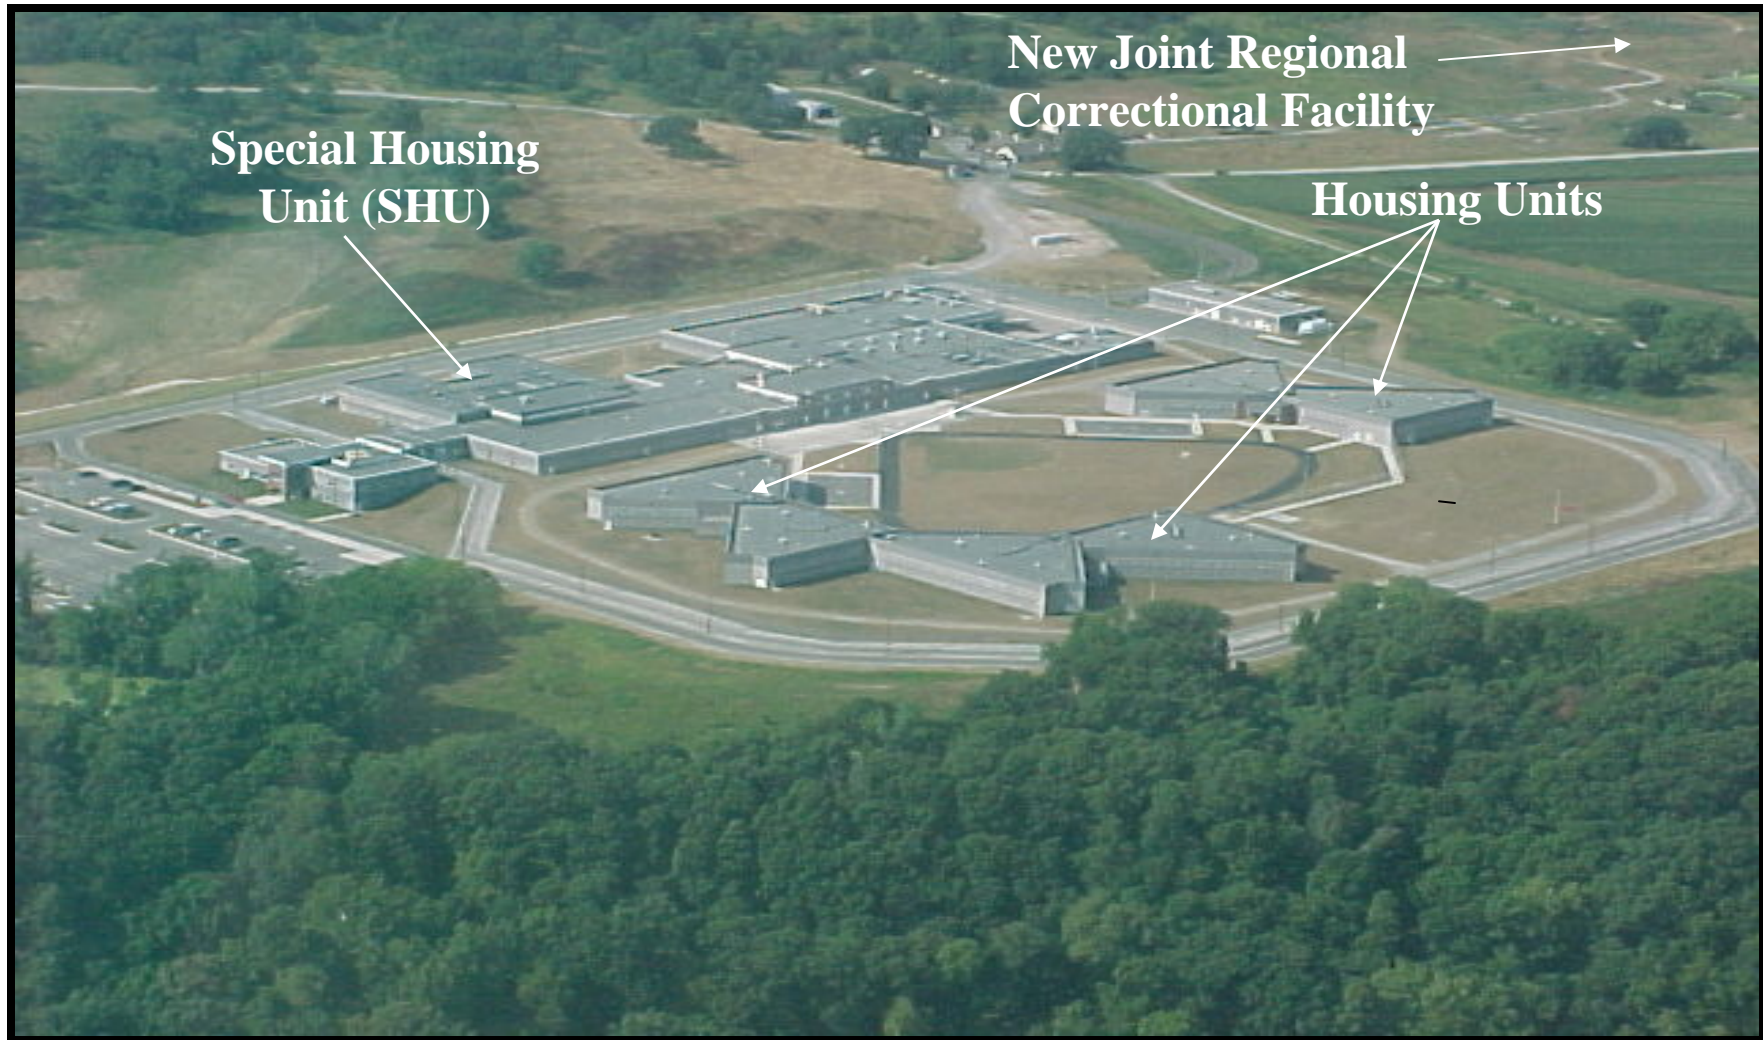 New Joint Regional
Correctional Facility
Special Housing
Unit (SHU)
Housing Units